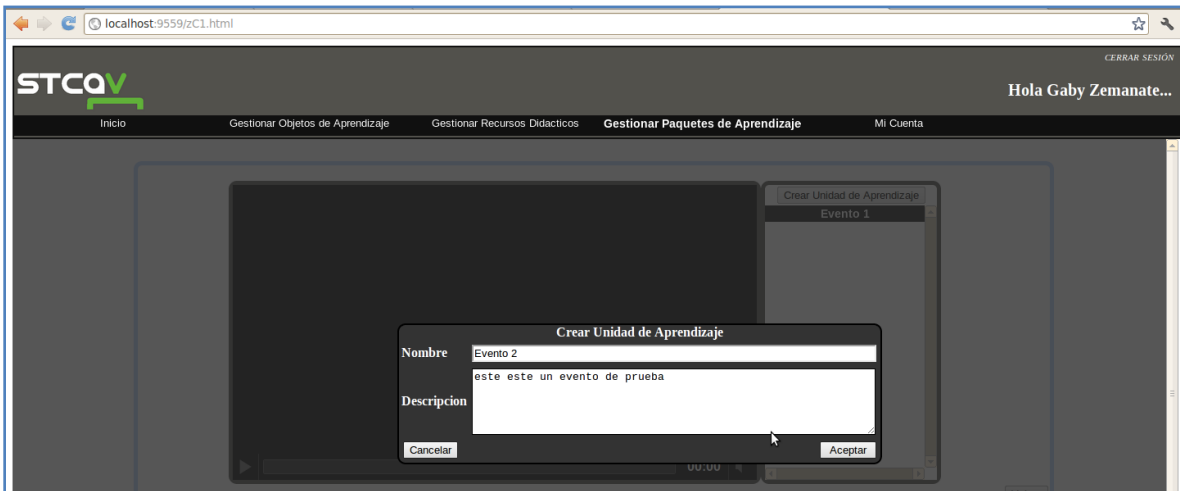 localhost:9559/zC1.html
CERRAR SESIÓN
STCAV
Hola Gaby Zemanate...
Inicio Gestionar Objetos de Aprendizaje Gestionar Recursos Didacticos Gestionar Paquetes de Aprendizaje Mi Cuenta
Crear Unidad de Aprendizaje
Evento 1
Crear Unidad de Aprendizaje
Nombre Evento 2
este este un evento de prueba
Descripcion
Cancelar Aceptar
00:00